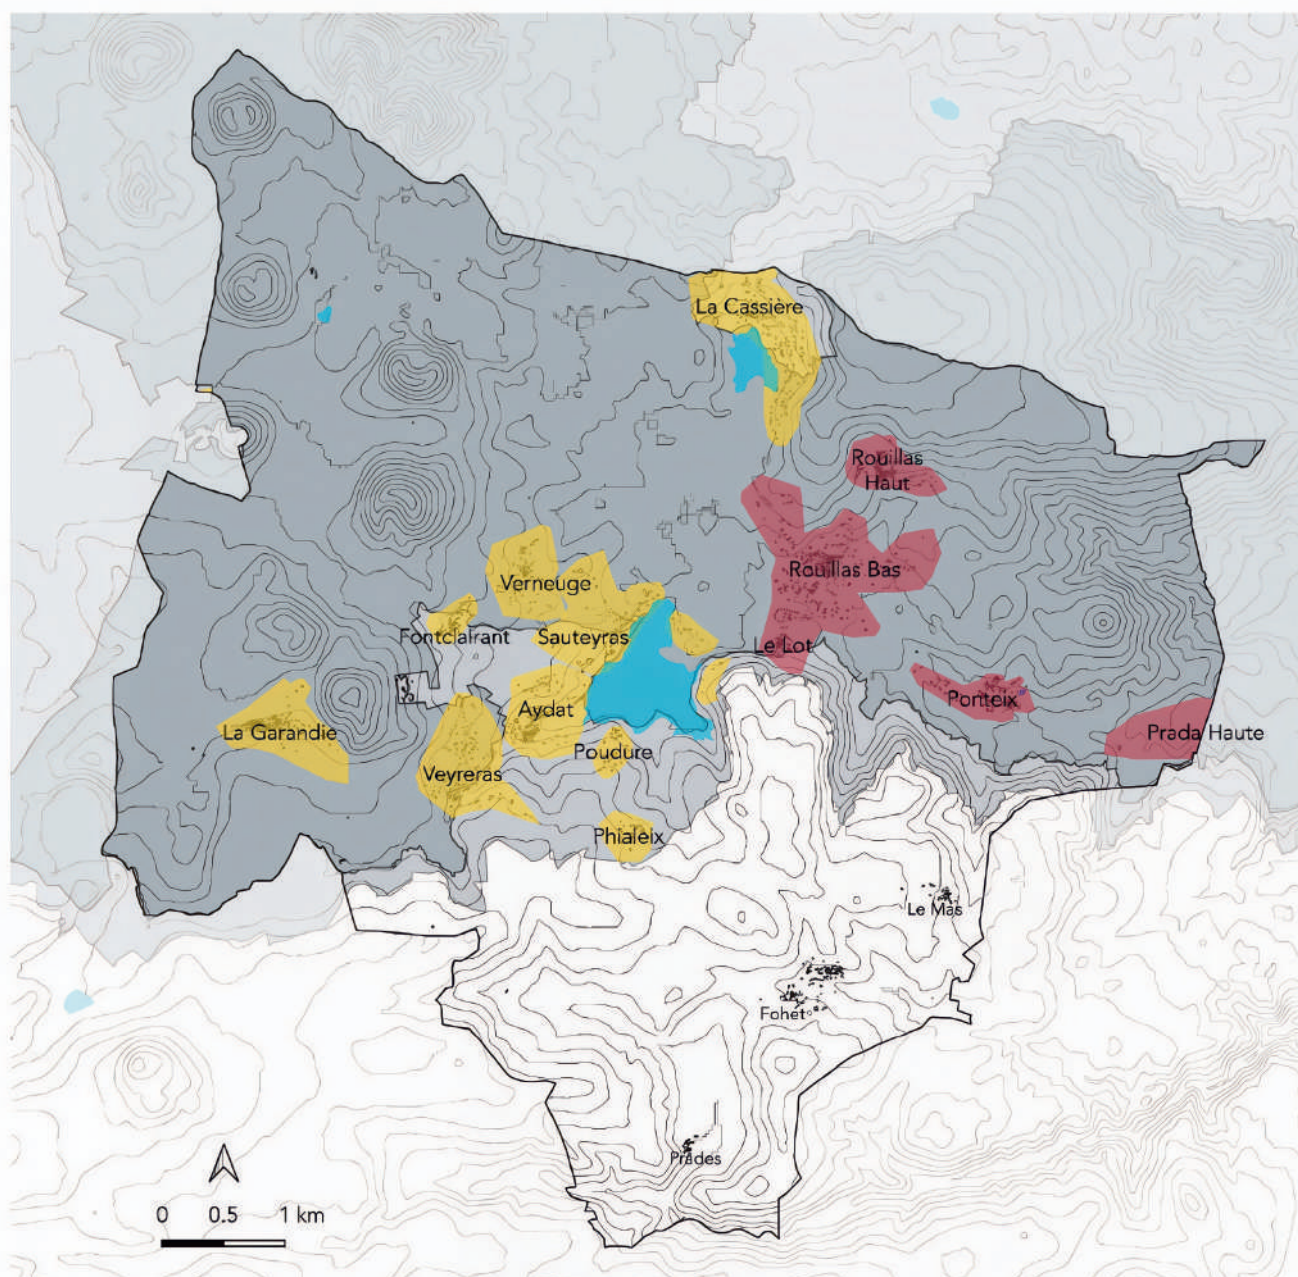 La Cassière
Rouillas
Haut
Rouillas Bas
Verneuge
Fontclairant
Sauteyras
Le Lot
Ponteix
Aydat
La Garandie
Prada Haute
Poudure
Veyreras
Phialeix
Le Mas
Fohet
Prades
0 0.5 1 km